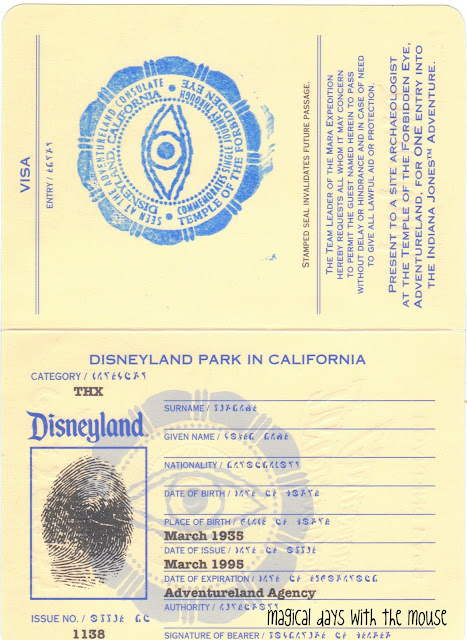 VISA
ENTRY /
SEEN AT THE ADVENTURELAND CONSULATE
DISNEYLAND, CALIFORNIA
COMMEMORATES SINGLE JOURNEY THROUGH
TEMPLE OF THE FORBIDDEN EYE
STAMPED SEAL INVALIDATES FUTURE PASSAGE.
THE TEAM LEADER OF THE MARA EXPEDITION
HEREBY REQUESTS ALL WHOM IT MAY CONCERN
TO PERMIT THE GUEST NAMED HEREIN TO PASS
WITHOUT DELAY OR HINDRANCE AND IN CASE OF NEED
TO GIVE ALL LAWFUL AID OR PROTECTION.
PRESENT TO A SITE ARCHAEOLOGIST
AT THE TEMPLE OF THE FORBIDDEN EYE,
ADVENTURELAND, FOR ONE ENTRY INTO
THE INDIANA JONES™ ADVENTURE.
DISNEYLAND PARK IN CALIFORNIA
CATEGORY /
THX
Disneyland
SURNAME /
GIVEN NAME /
NATIONALITY /
DATE OF BIRTH /
PLACE OF BIRTH /
March 1935
DATE OF ISSUE /
March 1995
DATE OF EXPIRATION /
Adventureland Agency
AUTHORITY /
ISSUE NO. /
1138
SIGNATURE OF BEARER /
magical days with the mouse